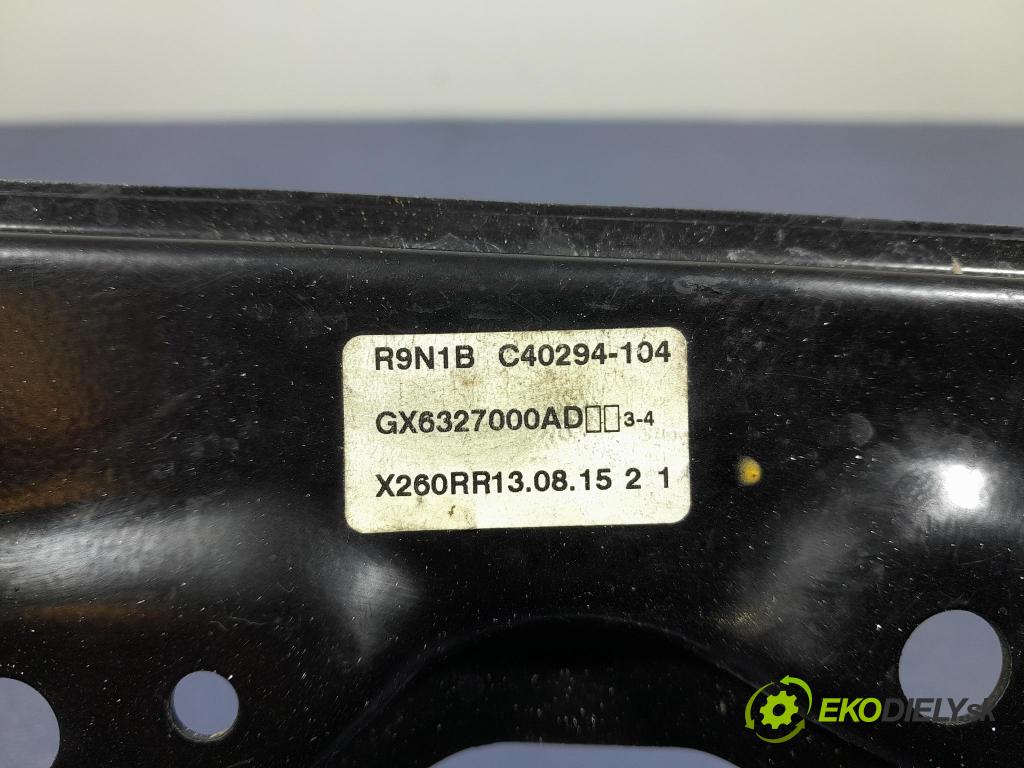 R9N1B C40294-104
GX6327000AD□□3-4
X260RR13.08.15 2 1
EKODIELY.sk